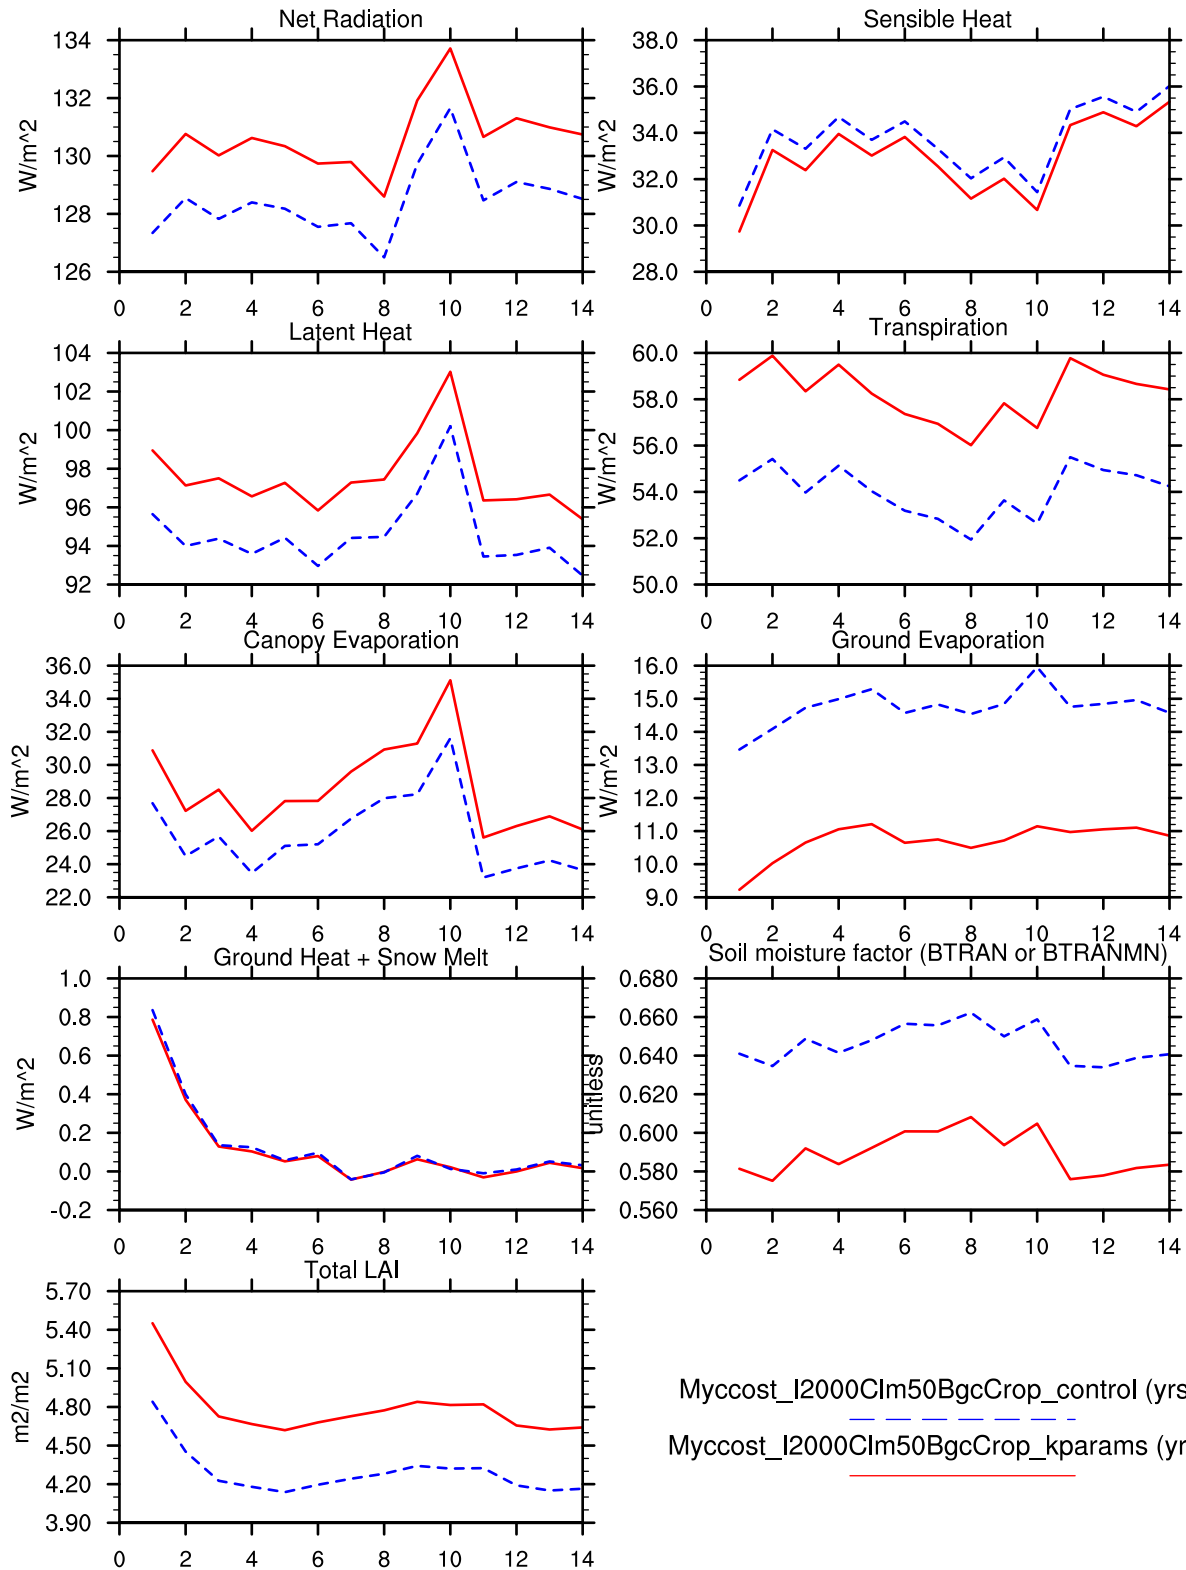 Net Radiation
W/m^2
134
132
130
128
126
0 2 4 6 8 10 12 14
Sensible Heat
W/m^2
38.0
36.0
34.0
32.0
30.0
28.0
0 2 4 6 8 10 12 14
Latent Heat
W/m^2
104
102
100
98
96
94
92
0 2 4 6 8 10 12 14
Transpiration
W/m^2
60.0
58.0
56.0
54.0
52.0
50.0
0 2 4 6 8 10 12 14
Canopy Evaporation
W/m^2
36.0
34.0
32.0
30.0
28.0
26.0
24.0
22.0
0 2 4 6 8 10 12 14
Ground Evaporation
W/m^2
16.0
15.0
14.0
13.0
12.0
11.0
10.0
9.0
0 2 4 6 8 10 12 14
Ground Heat + Snow Melt
W/m^2
1.0
0.8
0.6
0.4
0.2
0.0
-0.2
0 2 4 6 8 10 12 14
Soil moisture factor (BTRAN or BTRANMN)
unitless
0.680
0.660
0.640
0.620
0.600
0.580
0.560
0 2 4 6 8 10 12 14
Total LAI
m2/m2
5.70
5.40
5.10
4.80
4.50
4.20
3.90
0 2 4 6 8 10 12 14
Myccost_I2000Clm50BgcCrop_control (yrs
Myccost_I2000Clm50BgcCrop_kparams (yr